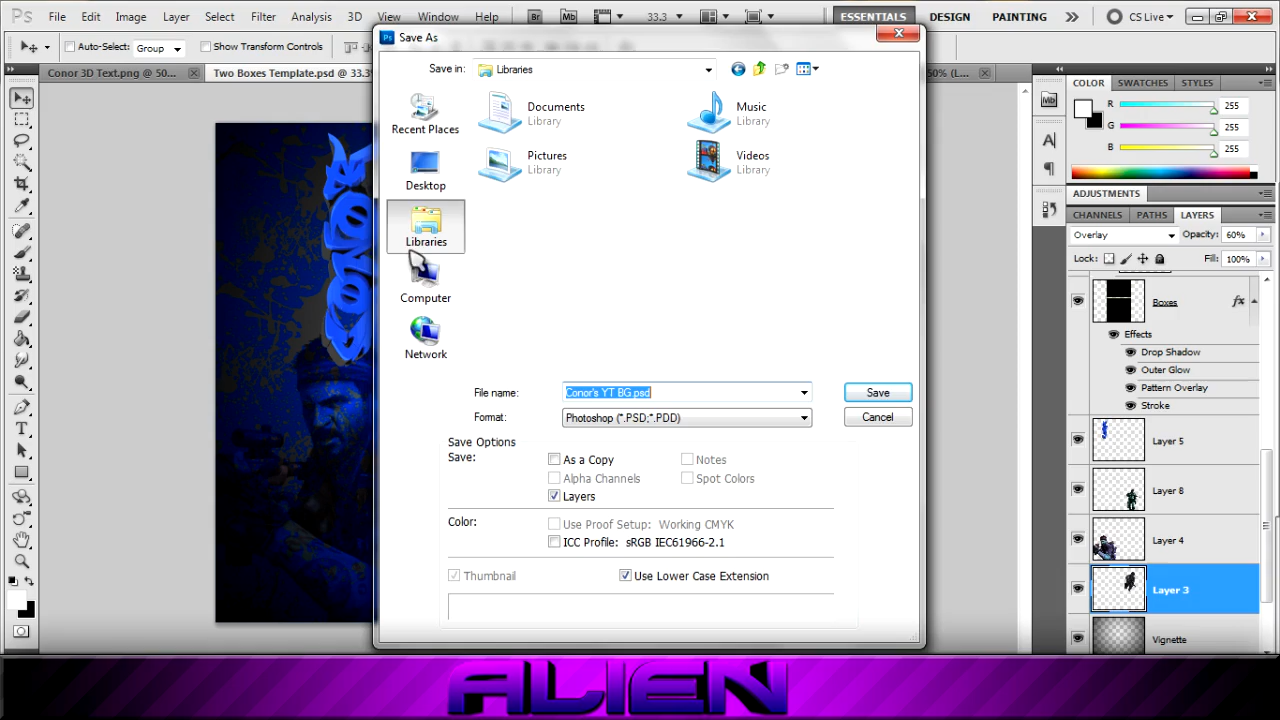 Ps File Edit Image Layer Select Filter Analysis 3D View Window Help Br Mb 33.3 ESSENTIALS DESIGN PAINTING CS Live
Auto-Select: Group Show Transform Controls
Conor 3D Text.png @ 50... Two Boxes Template.psd @ 33.3%
50% (L...
CONOR
Save As
Save in: Libraries
Recent Places
Desktop
Libraries
Computer
Network
Documents
Library
Music
Library
Pictures
Library
Videos
Library
File name: Conor's YT BG.psd Save
Format: Photoshop (*.PSD;*.PDD) Cancel
Save Options
Save: As a Copy Notes
Alpha Channels Spot Colors
Layers
Color: Use Proof Setup: Working CMYK
ICC Profile: sRGB IEC61966-2.1
Thumbnail Use Lower Case Extension
COLOR SWATCHES STYLES
R 255
G 255
B 255
ADJUSTMENTS
CHANNELS PATHS LAYERS
Overlay Opacity: 60%
Lock: Fill: 100%
Boxes fx
Effects
Drop Shadow
Outer Glow
Pattern Overlay
Stroke
Layer 5
Layer 8
Layer 4
Layer 3
Vignette
ALIEN